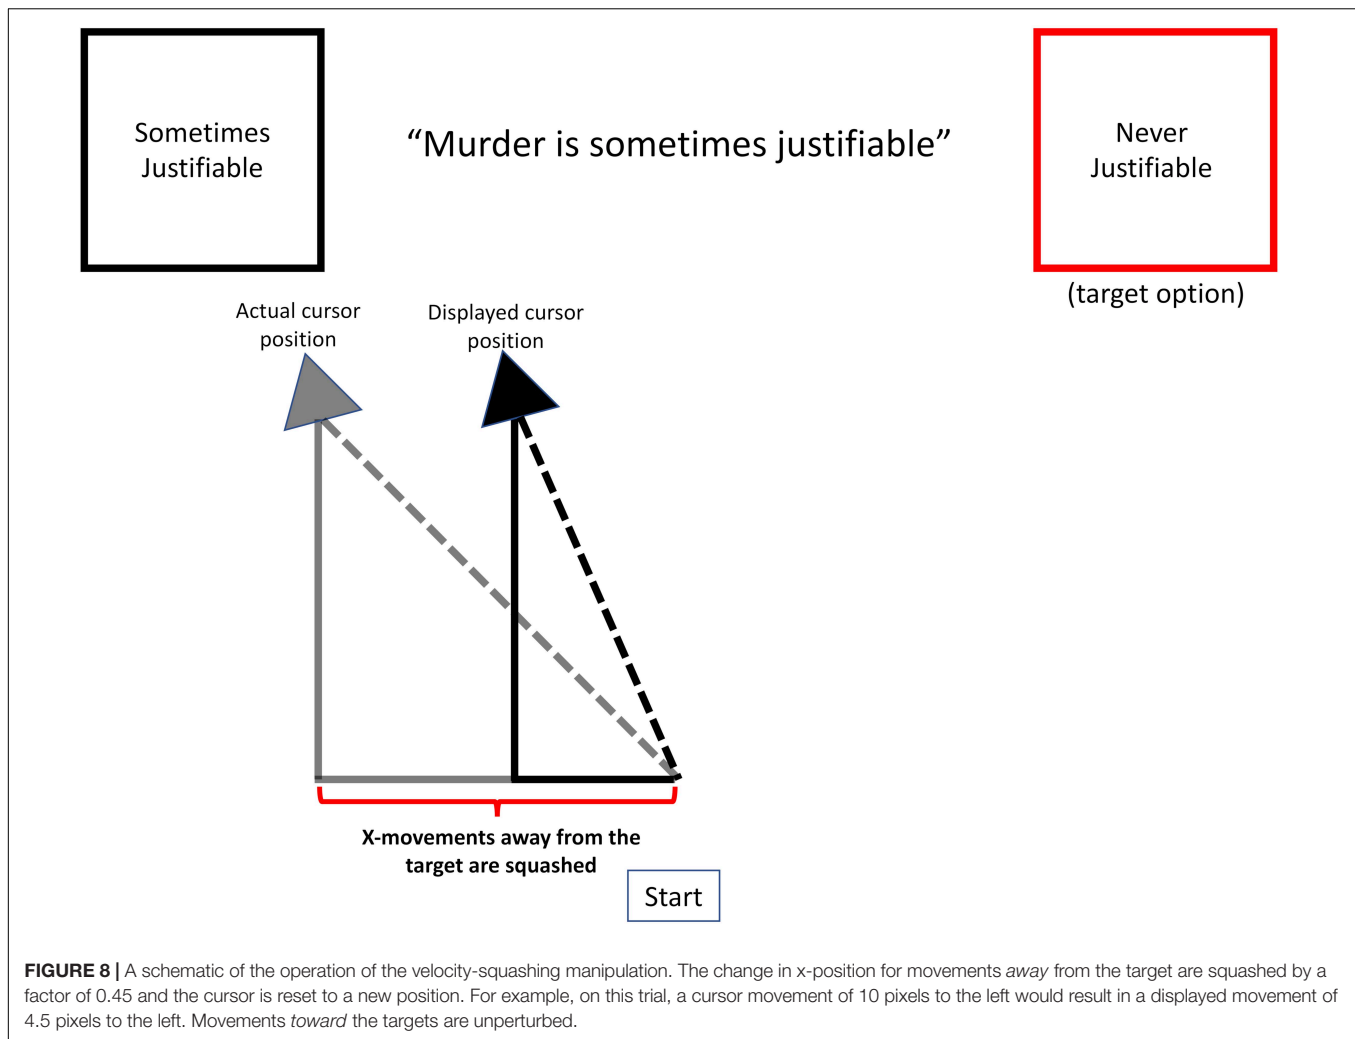 Sometimes
Justifiable
“Murder is sometimes justifiable”
Never
Justifiable
(target option)
Actual cursor
position
Displayed cursor
position
X-movements away from the
target are squashed
Start
FIGURE 8 | A schematic of the operation of the velocity-squashing manipulation. The change in x-position for movements away from the target are squashed by a
factor of 0.45 and the cursor is reset to a new position. For example, on this trial, a cursor movement of 10 pixels to the left would result in a displayed movement of
4.5 pixels to the left. Movements toward the targets are unperturbed.